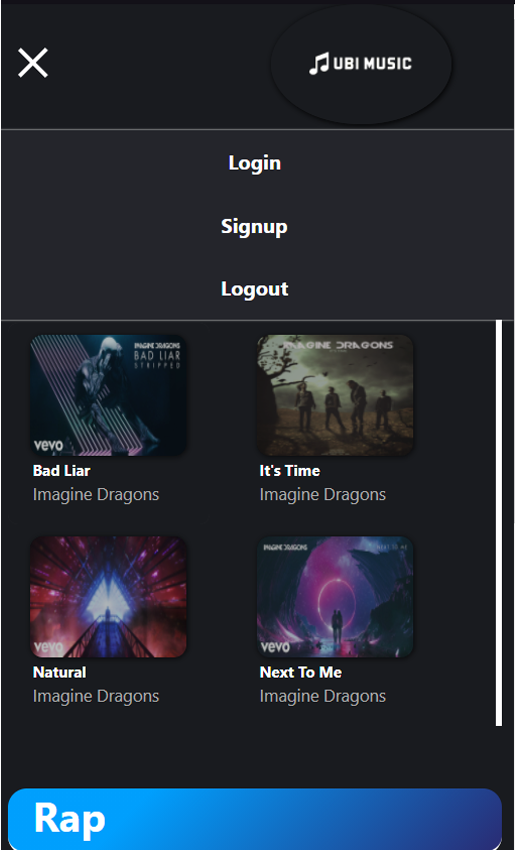 UBI MUSIC
Login
Signup
Logout
IMAGINE DRAGONS
BAD LIAR
STRIPPED
vevo
IMAGINE DRAGONS
Bad Liar
It's Time
Imagine Dragons
Imagine Dragons
vevo
IMAGINE DRAGONS
NEXT TO ME
vevo
Natural
Next To Me
Imagine Dragons
Imagine Dragons
Rap